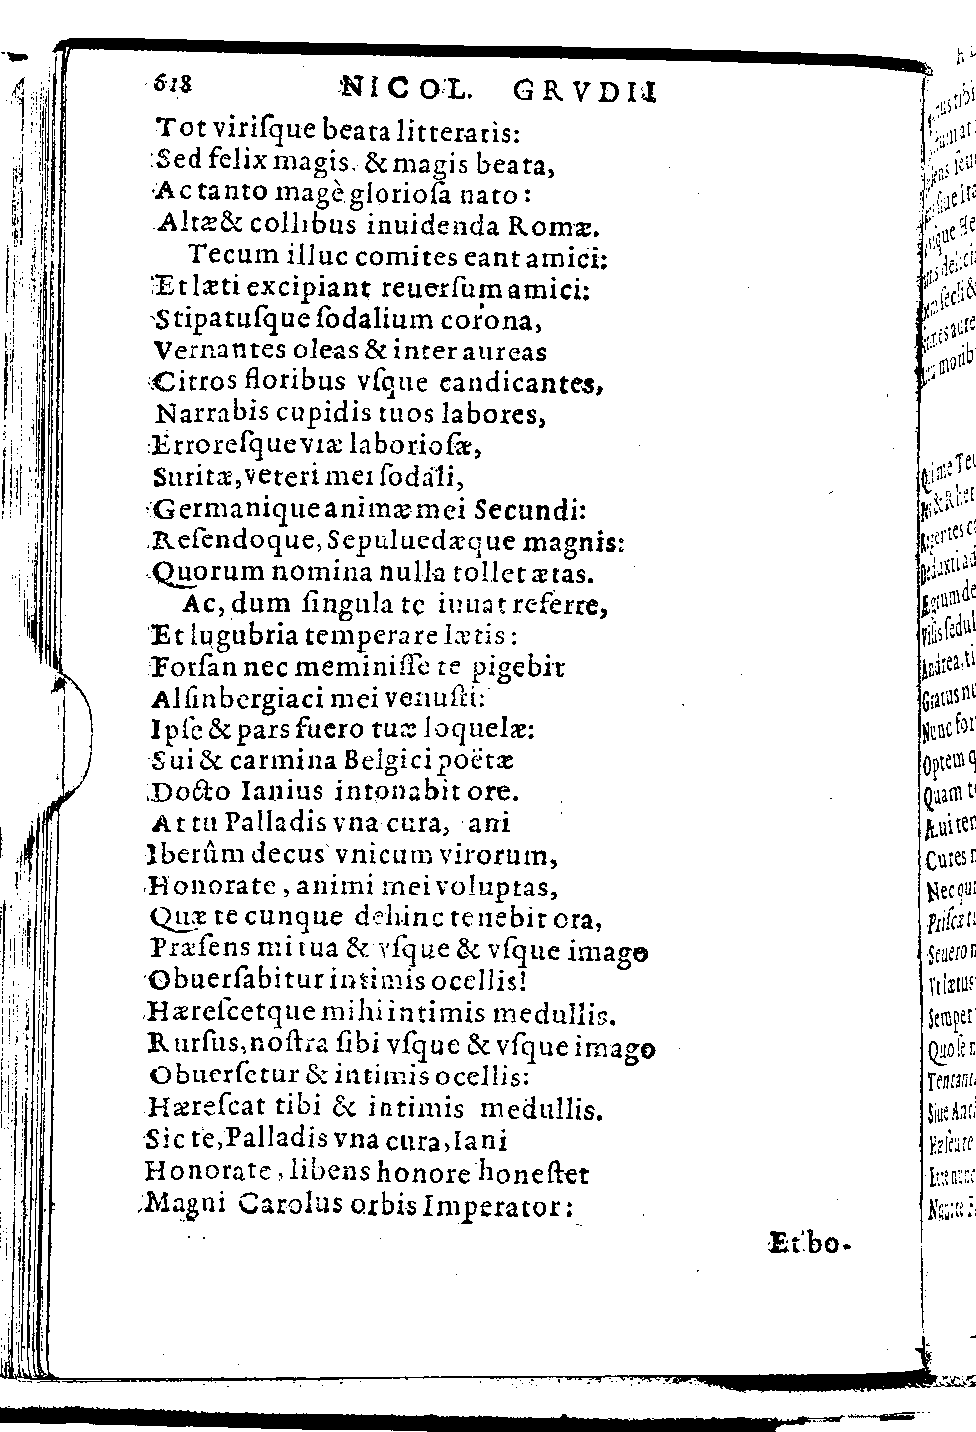 618 NICOL. GRVDII
Tot viriſque beata litteratis:
Sed felix magis, & magis beata,
Ac tanto magè glorioſa nato:
Altæ & collibus inuidenda Romæ.
Tecum illuc comites eant amici:
Et læti excipiant reuerſum amici:
Stipatuſque ſodalium corona,
Vernantes oleas & inter aureas
Citros floribus vſque candicantes,
Narrabis cupidis tuos labores,
Erroreſque viæ laborioſæ,
Suritæ, veteri mei ſodali,
Germanique animæ mei Secundi:
Reſendoque, Sepuluedæque magnis:
Quorum nomina nulla tollet ætas.
Ac, dum ſingula te iuuat referre,
Et lugubria temperare lætis:
Forſan nec meminiſſe te pigebit
Alſinbergiaci mei venuſti:
Ipſe & pars fuero tuæ loquelæ:
Sui & carmina Belgici poëtæ
Docto Ianius intonabit ore.
At tu Palladis vna cura, ani
Iberûm decus vnicum virorum,
Honorate, animi mei voluptas,
Quæ te cunque dehinc tenebit ora,
Præſens mi tua & vſque & vſque imago
Obuerſabitur intimis ocellis!
Hæreſcetque mihi intimis medullis.
Rurſus, noſtra ſibi vſque & vſque imago
Obuerſetur & intimis ocellis:
Hæreſcat tibi & intimis medullis.
Sic te, Palladis vna cura, Iani
Honorate, libens honore honeſtet
Magni Carolus orbis Imperator:
Et bo-